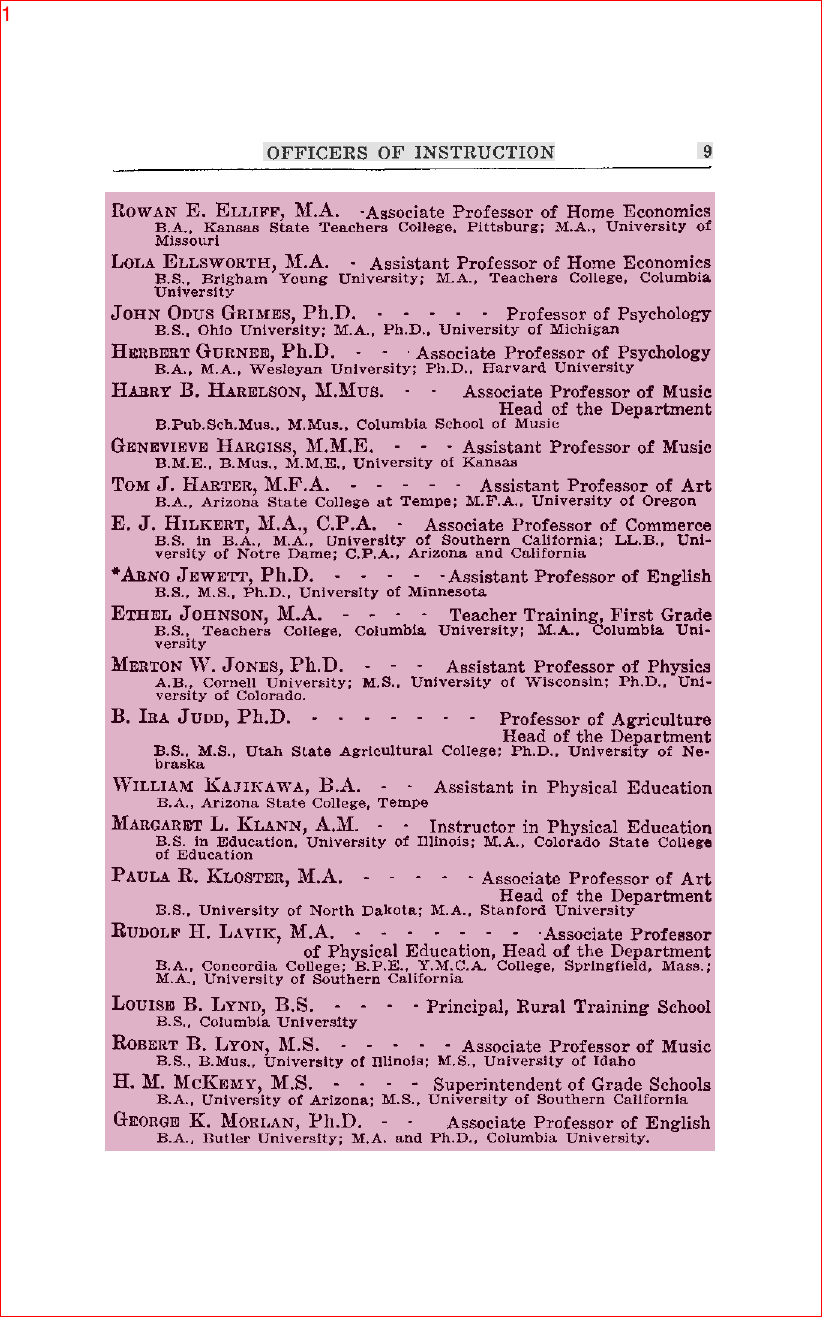 1
OFFICERS OF INSTRUCTION 9
ROWAN E. ELLIFF, M.A. -Associate Professor of Home Economics
B.A., Kansas State Teachers College, Pittsburg; M.A., University of
Missouri
LOLA ELLSWORTH, M.A. - Assistant Professor of Home Economics
B.S., Brigham Young University; M.A., Teachers College, Columbia
University
JOHN ODUS GRIMES, Ph.D. - - - - - Professor of Psychology
B.S., Ohio University; M.A., Ph.D., University of Michigan
HERBERT GURNEE, Ph.D. - - - Associate Professor of Psychology
B.A., M.A., Wesleyan University; Ph.D., Harvard University
HARRY B. HARELSON, M.MUS. - - Associate Professor of Music
Head of the Department
B.Pub.Sch.Mus., M.Mus., Columbia School of Music
GENEVIEVE HARGISS, M.M.E. - - - Assistant Professor of Music
B.M.E., B.Mus., M.M.E., University of Kansas
TOM J. HARTER, M.F.A. - - - - - Assistant Professor of Art
B.A., Arizona State College at Tempe; M.F.A., University of Oregon
E. J. HILKERT, M.A., C.P.A. - Associate Professor of Commerce
B.S. in B.A., M.A., University of Southern California; LL.B., Uni-
versity of Notre Dame; C.P.A., Arizona and California
*ARNO JEWETT, Ph.D. - - - - -Assistant Professor of English
B.S., M.S., Ph.D., University of Minnesota
ETHEL JOHNSON, M.A. - - - - Teacher Training, First Grade
B.S., Teachers College, Columbia University; M.A., Columbia Uni-
versity
MERTON W. JONES, Ph.D. - - - Assistant Professor of Physics
A.B., Cornell University; M.S., University of Wisconsin; Ph.D., Uni-
versity of Colorado.
B. IRA JUDD, Ph.D. - - - - - - - Professor of Agriculture
Head of the Department
B.S., M.S., Utah State Agricultural College; Ph.D., University of Ne-
braska
WILLIAM KAJIKAWA, B.A. - - Assistant in Physical Education
B.A., Arizona State College, Tempe
MARGARET L. KLANN, A.M. - - Instructor in Physical Education
B.S. in Education, University of Illinois; M.A., Colorado State College
of Education
PAULA R. KLOSTER, M.A. - - - - - Associate Professor of Art
Head of the Department
B.S., University of North Dakota; M.A., Stanford University
RUDOLF H. LAVIK, M.A. - - - - - - - -Associate Professor
of Physical Education, Head of the Department
B.A., Concordia College; B.P.E., Y.M.C.A. College, Springfield, Mass.;
M.A., University of Southern California
LOUISE B. LYND, B.S. - - - - Principal, Rural Training School
B.S., Columbia University
ROBERT B. LYON, M.S. - - - - - Associate Professor of Music
B.S., B.Mus., University of Illinois; M.S., University of Idaho
H. M. MCKEMY, M.S. - - - - Superintendent of Grade Schools
B.A., University of Arizona; M.S., University of Southern California
GEORGE K. MORLAN, Ph.D. - - Associate Professor of English
B.A., Butler University; M.A. and Ph.D., Columbia University.